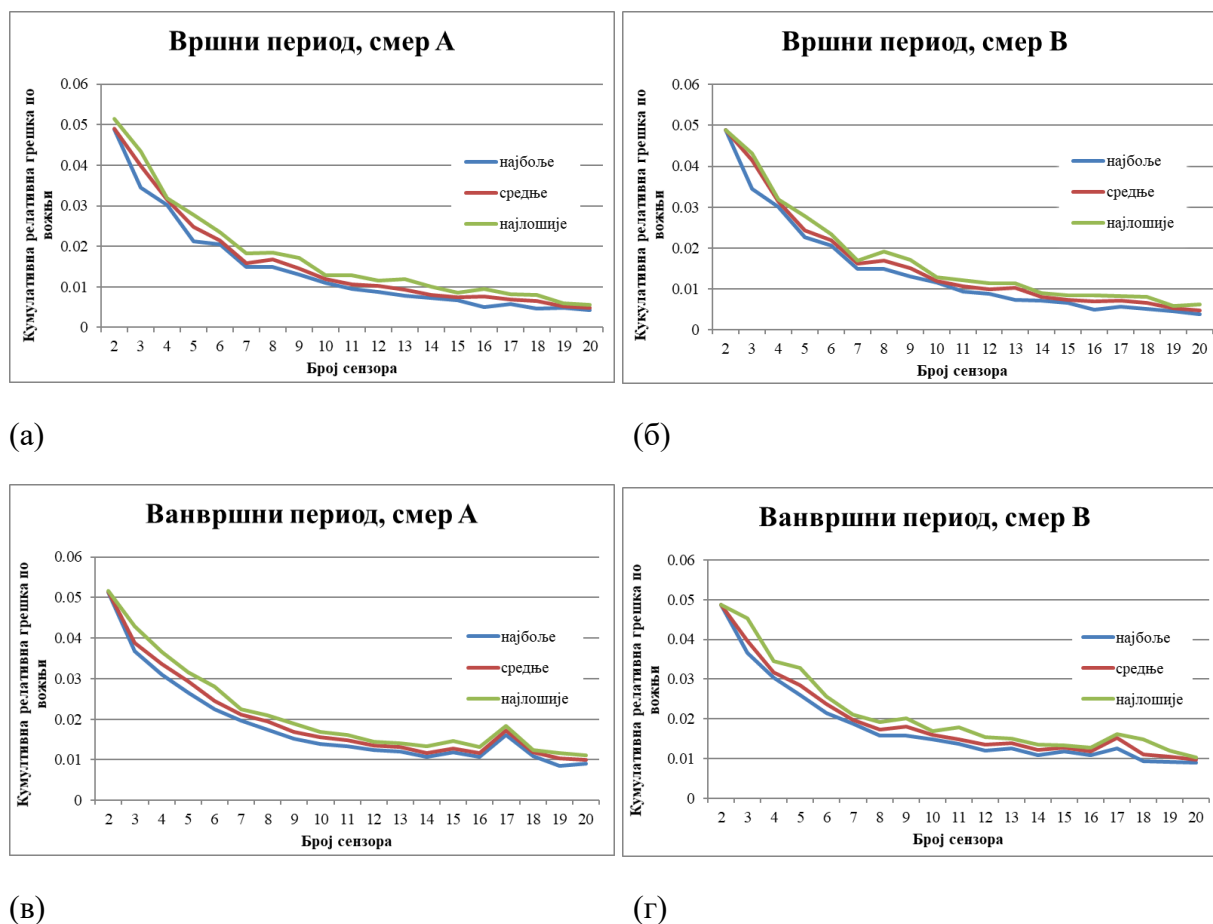 Вршни период, смер А
Кумулативна релативна грешка по
вожњи
0.06
0.05
0.04
0.03
0.02
0.01
0
најбоље
средње
најлошије
2 3 4 5 6 7 8 9 10 11 12 13 14 15 16 17 18 19 20
Број сензора
(а)
Вршни период, смер В
Кукулативна релативна грешка по
вожњи
0.06
0.05
0.04
0.03
0.02
0.01
0
најбоље
средње
најлошије
2 3 4 5 6 7 8 9 10 11 12 13 14 15 16 17 18 19 20
Број сензора
(б)
Ванвршни период, смер А
Кумултивна релативна грешка по
вожњи
0.06
0.05
0.04
0.03
0.02
0.01
0
најбоље
средње
најлошије
2 3 4 5 6 7 8 9 10 11 12 13 14 15 16 17 18 19 20
Број сензора
(в)
Ванвршни период, смер В
Кумулативна релативна грешка по
вожњи
0.06
0.05
0.04
0.03
0.02
0.01
0
најбоље
средње
најлошије
2 3 4 5 6 7 8 9 10 11 12 13 14 15 16 17 18 19 20
Број сензора
(г)